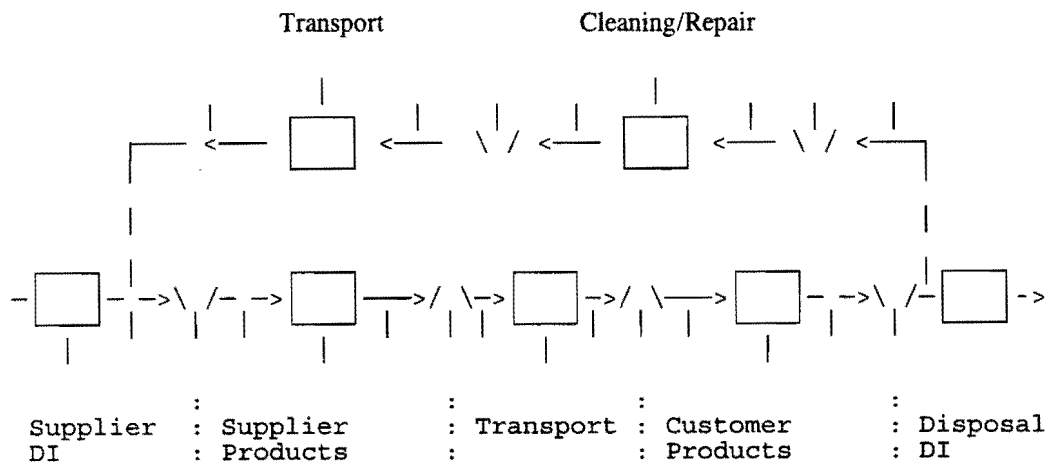 Transport Cleaning/Repair
Supplier : Supplier : Transport : Customer : Disposal
DI : Products : : Products : DI